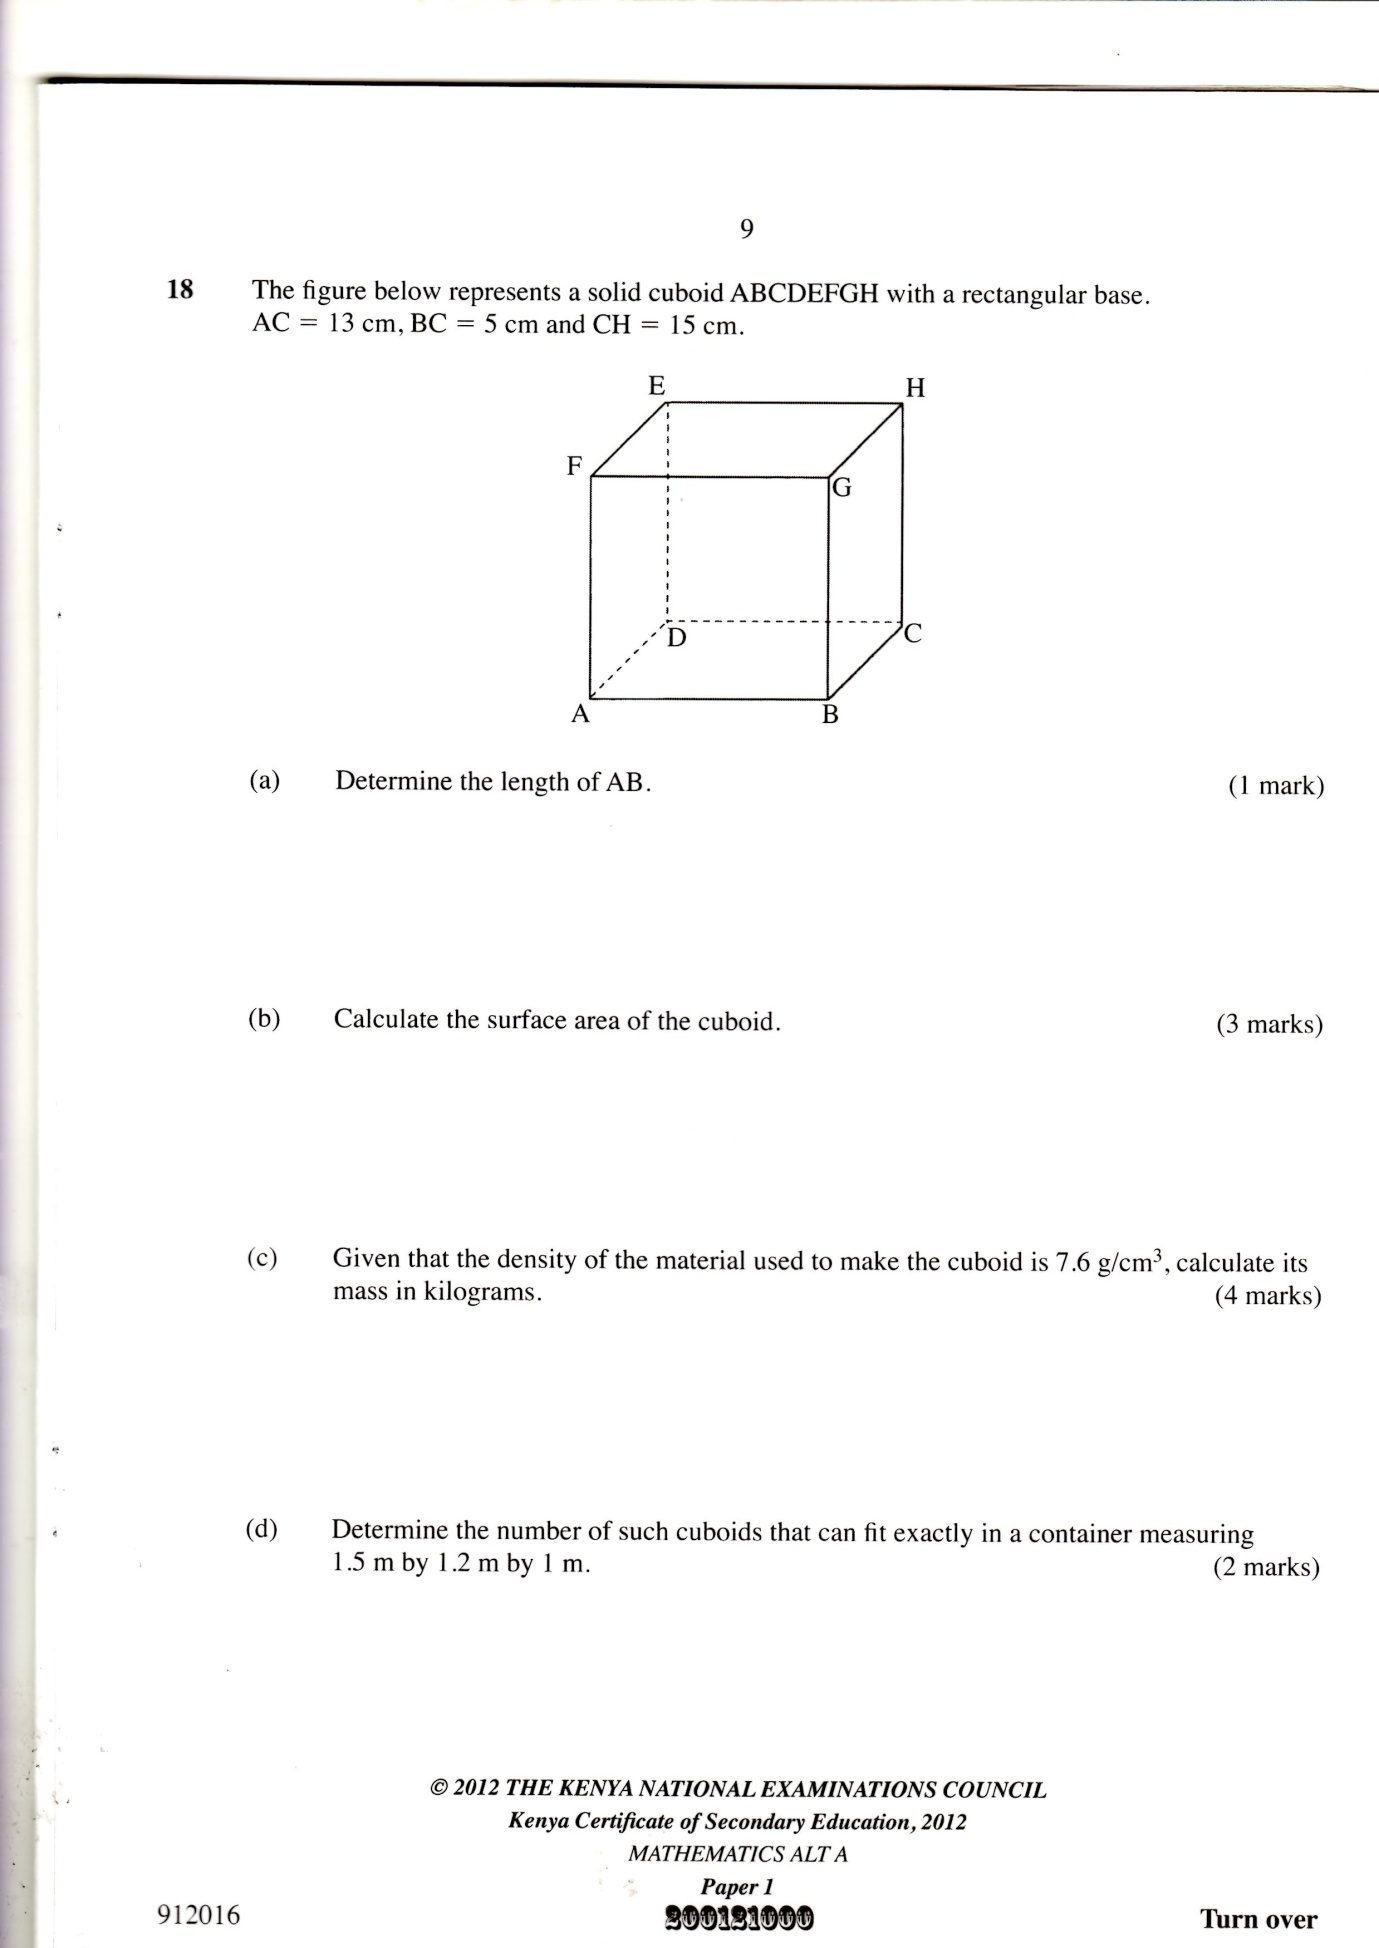 9
18 The figure below represents a solid cuboid ABCDEFGH with a rectangular base.
AC = 13 cm, BC = 5 cm and CH = 15 cm.
E
H
F
G
D
C
A
B
(a) Determine the length of AB. (1 mark)
(b) Calculate the surface area of the cuboid. (3 marks)
(c) Given that the density of the material used to make the cuboid is 7.6 g/cm³, calculate its
mass in kilograms. (4 marks)
(d) Determine the number of such cuboids that can fit exactly in a container measuring
1.5 m by 1.2 m by 1 m. (2 marks)
© 2012 THE KENYA NATIONAL EXAMINATIONS COUNCIL
Kenya Certificate of Secondary Education, 2012
MATHEMATICS ALT A
Paper 1
912016 200121000 Turn over